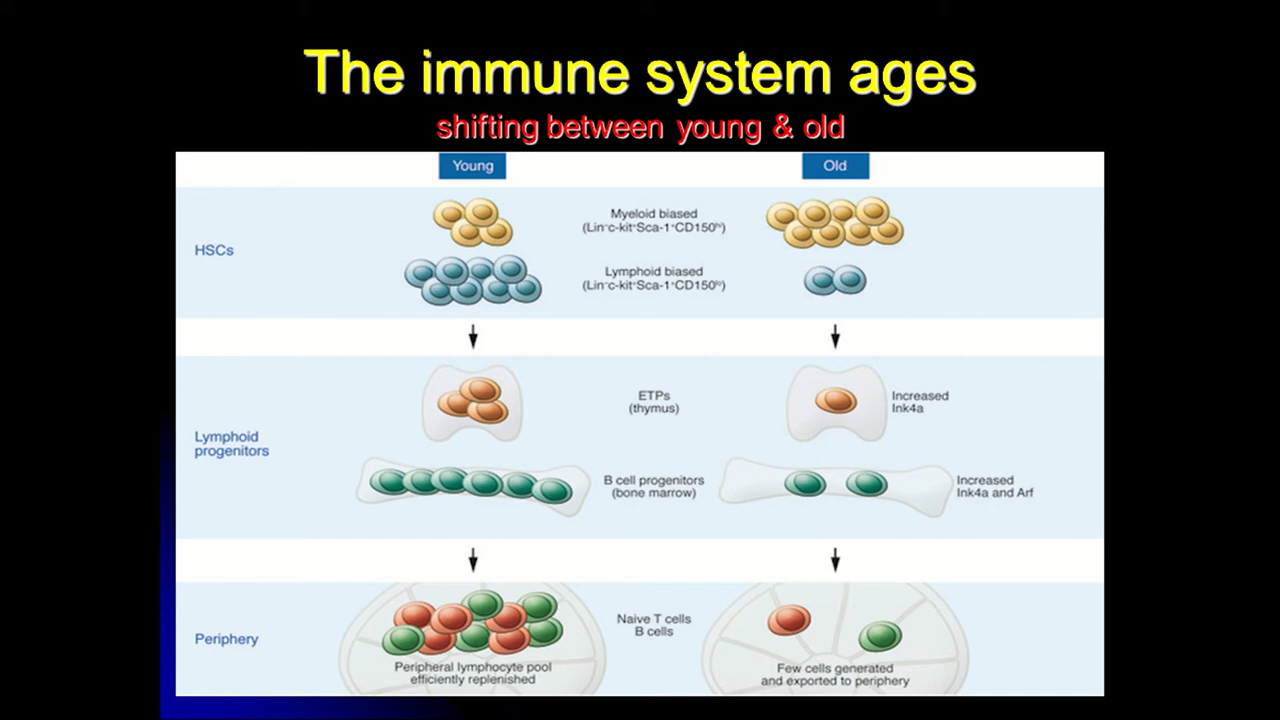 The immune system ages
shifting between young & old
Young
Old
HSCs
Myeloid biased
(Lin⁻c-kit⁺Sca-1⁺CD150ʰⁱ)
Lymphoid biased
(Lin⁻c-kit⁺Sca-1⁺CD150ˡᵒ)
Lymphoid
progenitors
ETPs
(thymus)
Increased
Ink4a
B cell progenitors
(bone marrow)
Increased
Ink4a and Arf
Periphery
Naive T cells
B cells
Peripheral lymphocyte pool
efficiently replenished
Few cells generated
and exported to periphery